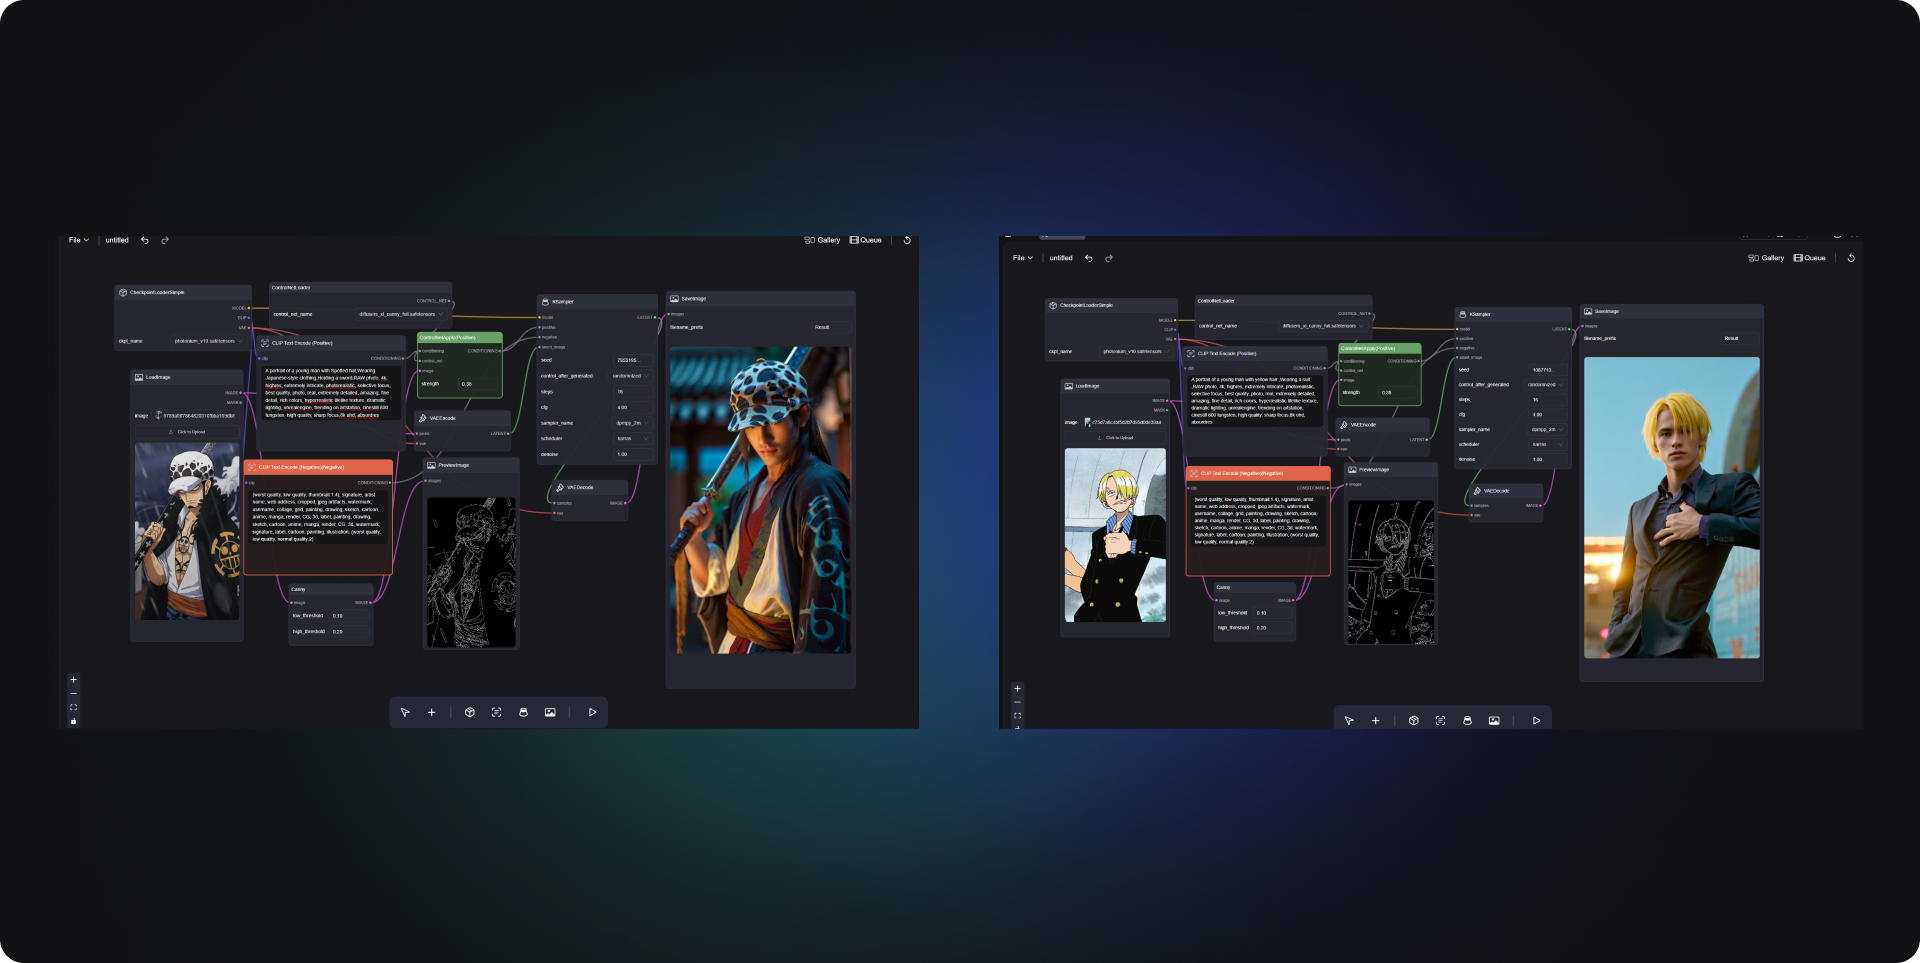 File
untitled
Gallery
Queue
CheckpointLoaderSimple
MODEL
CLIP
VAE
ckpt_name
photonium_v10.safetensors
ControlNetLoader
CONTROL_NET
control_net_name
diffusers_xl_canny_full.safetensors
CLIP Text Encode (Positive)
clip
CONDITIONING
A portrait of a young man with Spotted hat,Wearing
Japanese-style clothing,Holding a sword,RAW photo, 4k,
highres, extremely intricate, photorealistic, selective focus,
best quality, photo, real, extremely detailed, amazing, fine
detail, rich colors, hyperrealistic lifelike texture, dramatic
lighting, unrealengine, trending on artstation, cinestill 800
tungsten, high quality, sharp focus,8k end, absurdres
ControlNetApply(Positive)
conditioning
CONDITIONING
control_net
image
strength
LoadImage
IMAGE
MASK
image
Click to Upload
CLIP Text Encode (Negative)(Negative)
clip
CONDITIONING
(worst quality, low quality, thumbnail:1.4), signature, artist
name, web address, cropped, jpeg artifacts, watermark,
username, collage, grid, painting, drawing, sketch, cartoon,
anime, manga, render, CG, 3d, label, painting, drawing,
sketch, cartoon, anime, manga, render, CG, 3d, watermark,
signature, label, cartoon, painting, illustration, (worst quality,
low quality, normal quality:2)
VAEEncode
pixels
LATENT
vae
PreviewImage
images
Canny
image
IMAGE
low_threshold
0.10
high_threshold
0.20
KSampler
model
LATENT
positive
negative
latent_image
seed
7953195...
control_after_generated
randomized
steps
16
cfg
4.00
sampler_name
dpmpp_2m
scheduler
karras
denoise
1.00
VAEDecode
samples
IMAGE
vae
SaveImage
images
filename_prefix
Result
File
untitled
Gallery
Queue
CheckpointLoaderSimple
MODEL
CLIP
VAE
ckpt_name
photonium_v10.safetensors
ControlNetLoader
CONTROL_NET
control_net_name
diffusers_xl_canny_full.safetensors
CLIP Text Encode (Positive)
clip
CONDITIONING
A portrait of a young man with yellow hair ,Wearing a suit
,RAW photo, 4k, highres, extremely intricate, photorealistic,
selective focus, best quality, photo, real, extremely detailed,
amazing, fine detail, rich colors, hyperrealistic lifelike texture,
dramatic lighting, unrealengine, trending on artstation,
cinestill 800 tungsten, high quality, sharp focus,8k end,
absurdres
ControlNetApply(Positive)
conditioning
CONDITIONING
control_net
image
strength
LoadImage
IMAGE
MASK
image
Click to Upload
CLIP Text Encode (Negative)(Negative)
clip
CONDITIONING
(worst quality, low quality, thumbnail:1.4), signature, artist
name, web address, cropped, jpeg artifacts, watermark,
username, collage, grid, painting, drawing, sketch, cartoon,
anime, manga, render, CG, 3d, label, painting, drawing,
sketch, cartoon, anime, manga, render, CG, 3d, watermark,
signature, label, cartoon, painting, illustration, (worst quality,
low quality, normal quality:2)
VAEEncode
pixels
LATENT
vae
PreviewImage
images
Canny
image
IMAGE
low_threshold
0.10
high_threshold
0.20
KSampler
model
LATENT
positive
negative
latent_image
seed
control_after_generated
randomized
steps
16
cfg
4.00
sampler_name
dpmpp_2m
scheduler
karras
denoise
1.00
VAEDecode
samples
IMAGE
vae
SaveImage
images
filename_prefix
Result